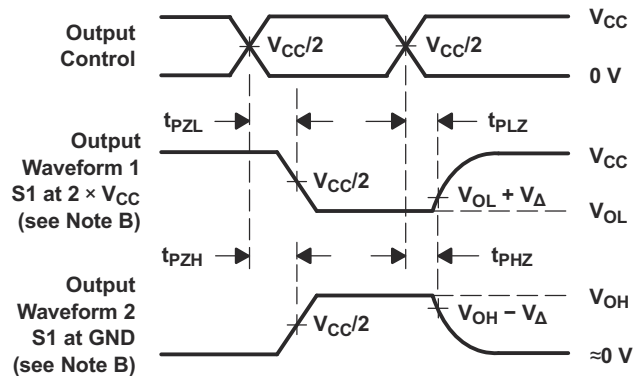 Output
Control
V_CC/2
V_CC/2
V_CC
0 V
t_PZL
t_PLZ
Output
Waveform 1
S1 at 2 × V_CC
(see Note B)
V_CC/2
V_CC
V_OL + V_Δ
V_OL
t_PZH
t_PHZ
Output
Waveform 2
S1 at GND
(see Note B)
V_CC/2
V_OH
V_OH − V_Δ
≈0 V